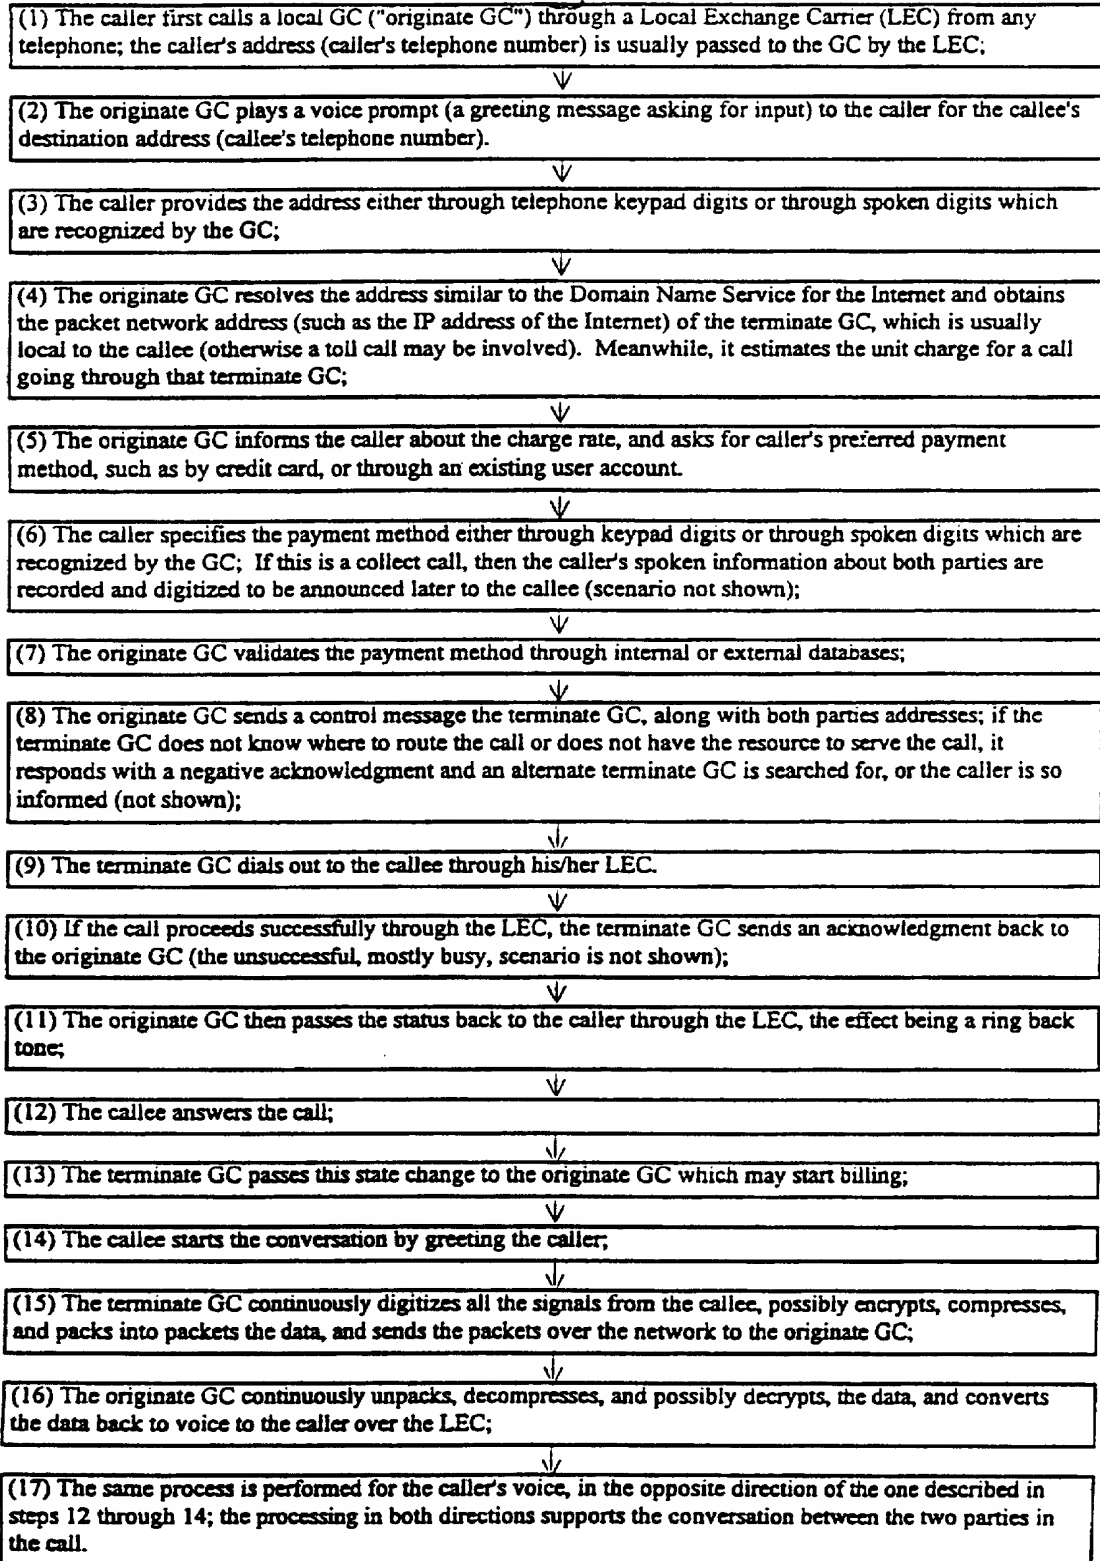 (1) The caller first calls a local GC ("originate GC") through a Local Exchange Carrier (LEC) from any
telephone; the caller's address (caller's telephone number) is usually passed to the GC by the LEC;
(2) The originate GC plays a voice prompt (a greeting message asking for input) to the caller for the callee's
destination address (callee's telephone number).
(3) The caller provides the address either through telephone keypad digits or through spoken digits which
are recognized by the GC;
(4) The originate GC resolves the address similar to the Domain Name Service for the Internet and obtains
the packet network address (such as the IP address of the Internet) of the terminate GC, which is usually
local to the callee (otherwise a toll call may be involved). Meanwhile, it estimates the unit charge for a call
going through that terminate GC;
(5) The originate GC informs the caller about the charge rate, and asks for caller's preferred payment
method, such as by credit card, or through an existing user account.
(6) The caller specifies the payment method either through keypad digits or through spoken digits which are
recognized by the GC; If this is a collect call, then the caller's spoken information about both parties are
recorded and digitized to be announced later to the callee (scenario not shown);
(7) The originate GC validates the payment method through internal or external databases;
(8) The originate GC sends a control message the terminate GC, along with both parties addresses; if the
terminate GC does not know where to route the call or does not have the resource to serve the call, it
responds with a negative acknowledgment and an alternate terminate GC is searched for, or the caller is so
informed (not shown);
(9) The terminate GC dials out to the callee through his/her LEC.
(10) If the call proceeds successfully through the LEC, the terminate GC sends an acknowledgment back to
the originate GC (the unsuccessful, mostly busy, scenario is not shown);
(11) The originate GC then passes the status back to the caller through the LEC, the effect being a ring back
tone;
(12) The callee answers the call;
(13) The terminate GC passes this state change to the originate GC which may start billing;
(14) The callee starts the conversation by greeting the caller;
(15) The terminate GC continuously digitizes all the signals from the callee, possibly encrypts, compresses,
and packs into packets the data, and sends the packets over the network to the originate GC;
(16) The originate GC continuously unpacks, decompresses, and possibly decrypts, the data, and converts
the data back to voice to the caller over the LEC;
(17) The same process is performed for the caller's voice, in the opposite direction of the one described in
steps 12 through 14; the processing in both directions supports the conversation between the two parties in
the call.